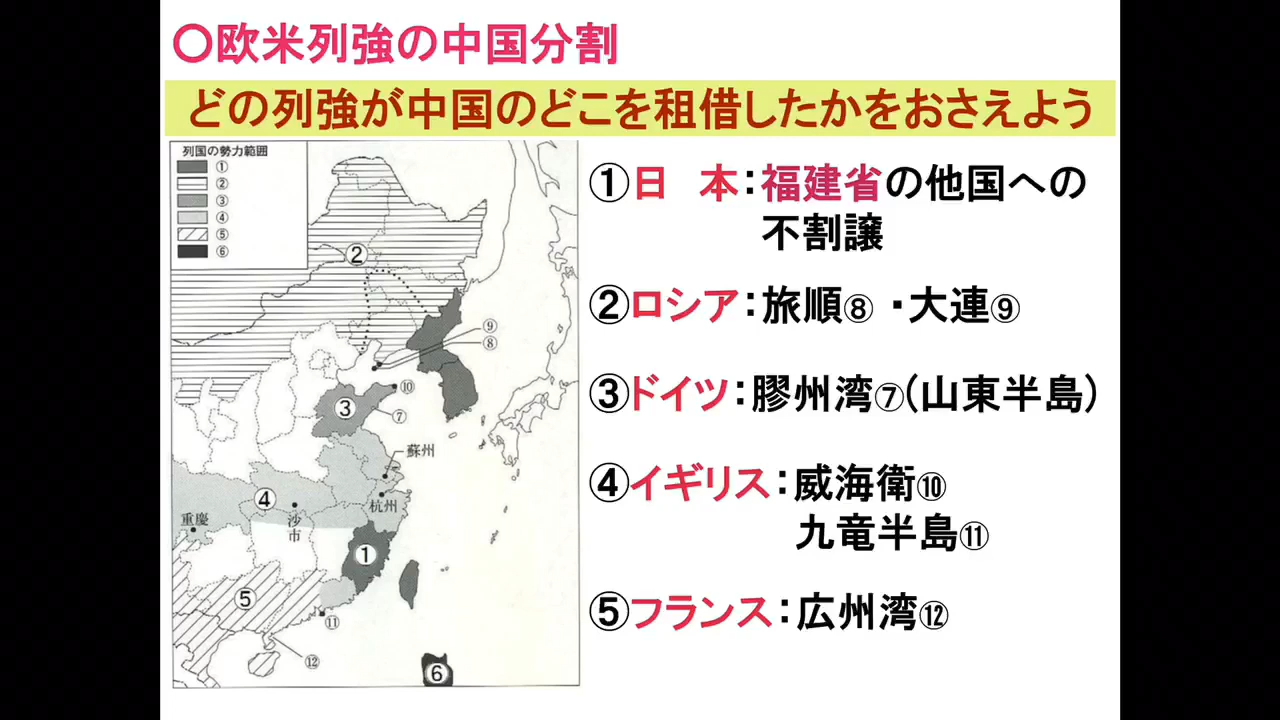 〇欧米列強の中国分割
どの列強が中国のどこを租借したかをおさえよう
列国の勢力範囲
①
②
③
④
⑤
⑥
②
⑨
⑧
⑩
③
⑦
蘇州
④
杭州
重慶
沙市
①
⑤
⑪
⑫
⑥
①日　本：福建省の他国への
不割譲
②ロシア：旅順⑧・大連⑨
③ドイツ：膠州湾⑦(山東半島)
④イギリス：威海衛⑩
九竜半島⑪
⑤フランス：広州湾⑫